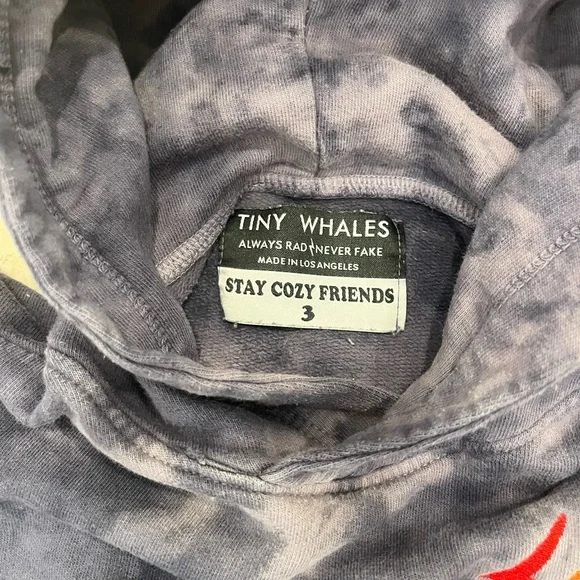 TINY WHALES
ALWAYS RAD NEVER FAKE
MADE IN LOS ANGELES
STAY COZY FRIENDS
3